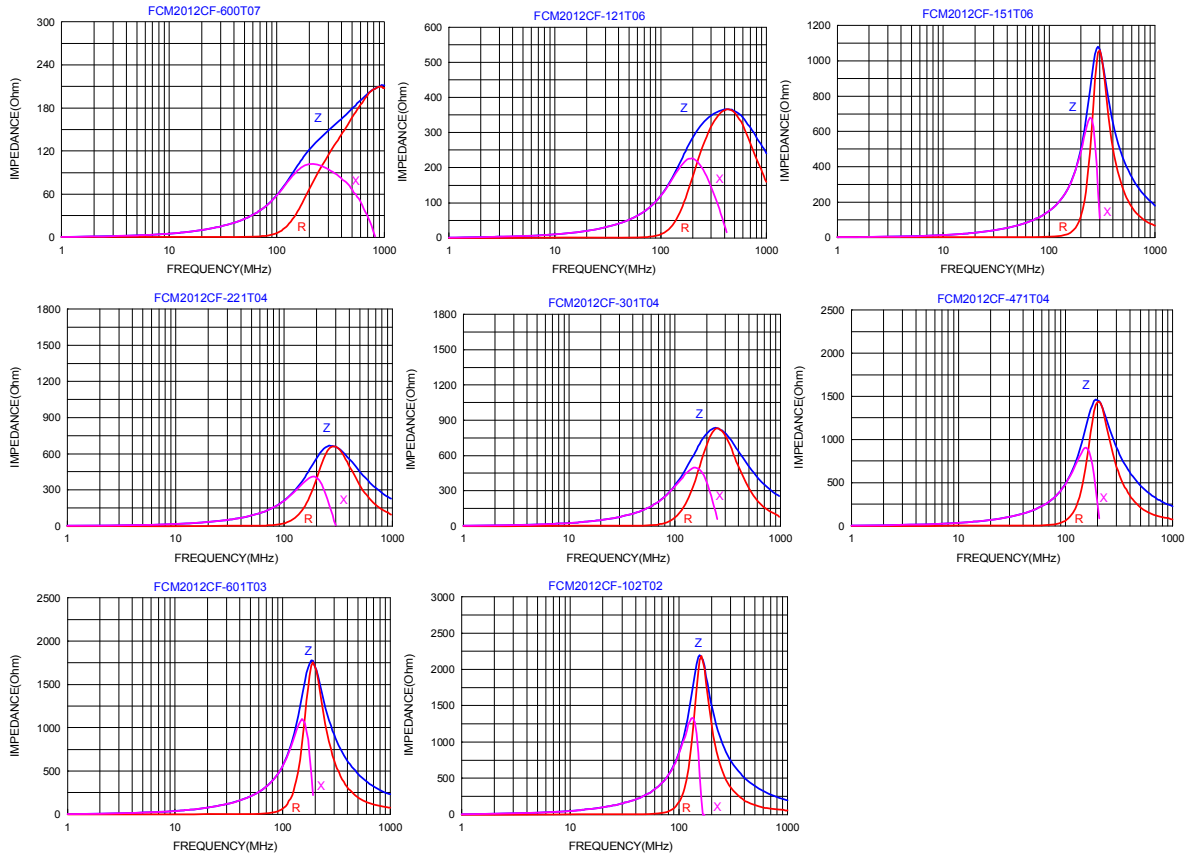 FCM2012CF-600T07
IMPEDANCE(Ohm)
300
240
180
120
60
0
Z
X
R
1
10
100
1000
FREQUENCY(MHz)
FCM2012CF-121T06
IMPEDANCE(Ohm)
600
500
400
300
200
100
0
Z
X
R
1
10
100
1000
FREQUENCY(MHz)
FCM2012CF-151T06
IMPEDANCE(Ohm)
1200
1000
800
600
400
200
0
Z
X
R
1
10
100
1000
FREQUENCY(MHz)
FCM2012CF-221T04
IMPEDANCE(Ohm)
1800
1500
1200
900
600
300
0
Z
X
R
1
10
100
1000
FREQUENCY(MHz)
FCM2012CF-301T04
IMPEDANCE(Ohm)
1800
1500
1200
900
600
300
0
Z
X
R
1
10
100
1000
FREQUENCY(MHz)
FCM2012CF-471T04
IMPEDANCE(Ohm)
2500
2000
1500
1000
500
0
Z
X
R
1
10
100
1000
FREQUENCY(MHz)
FCM2012CF-601T03
IMPEDANCE(Ohm)
2500
2000
1500
1000
500
0
Z
X
R
1
10
100
1000
FREQUENCY(MHz)
FCM2012CF-102T02
IMPEDANCE(Ohm)
3000
2500
2000
1500
1000
500
0
Z
R
X
1
10
100
1000
FREQUENCY(MHz)